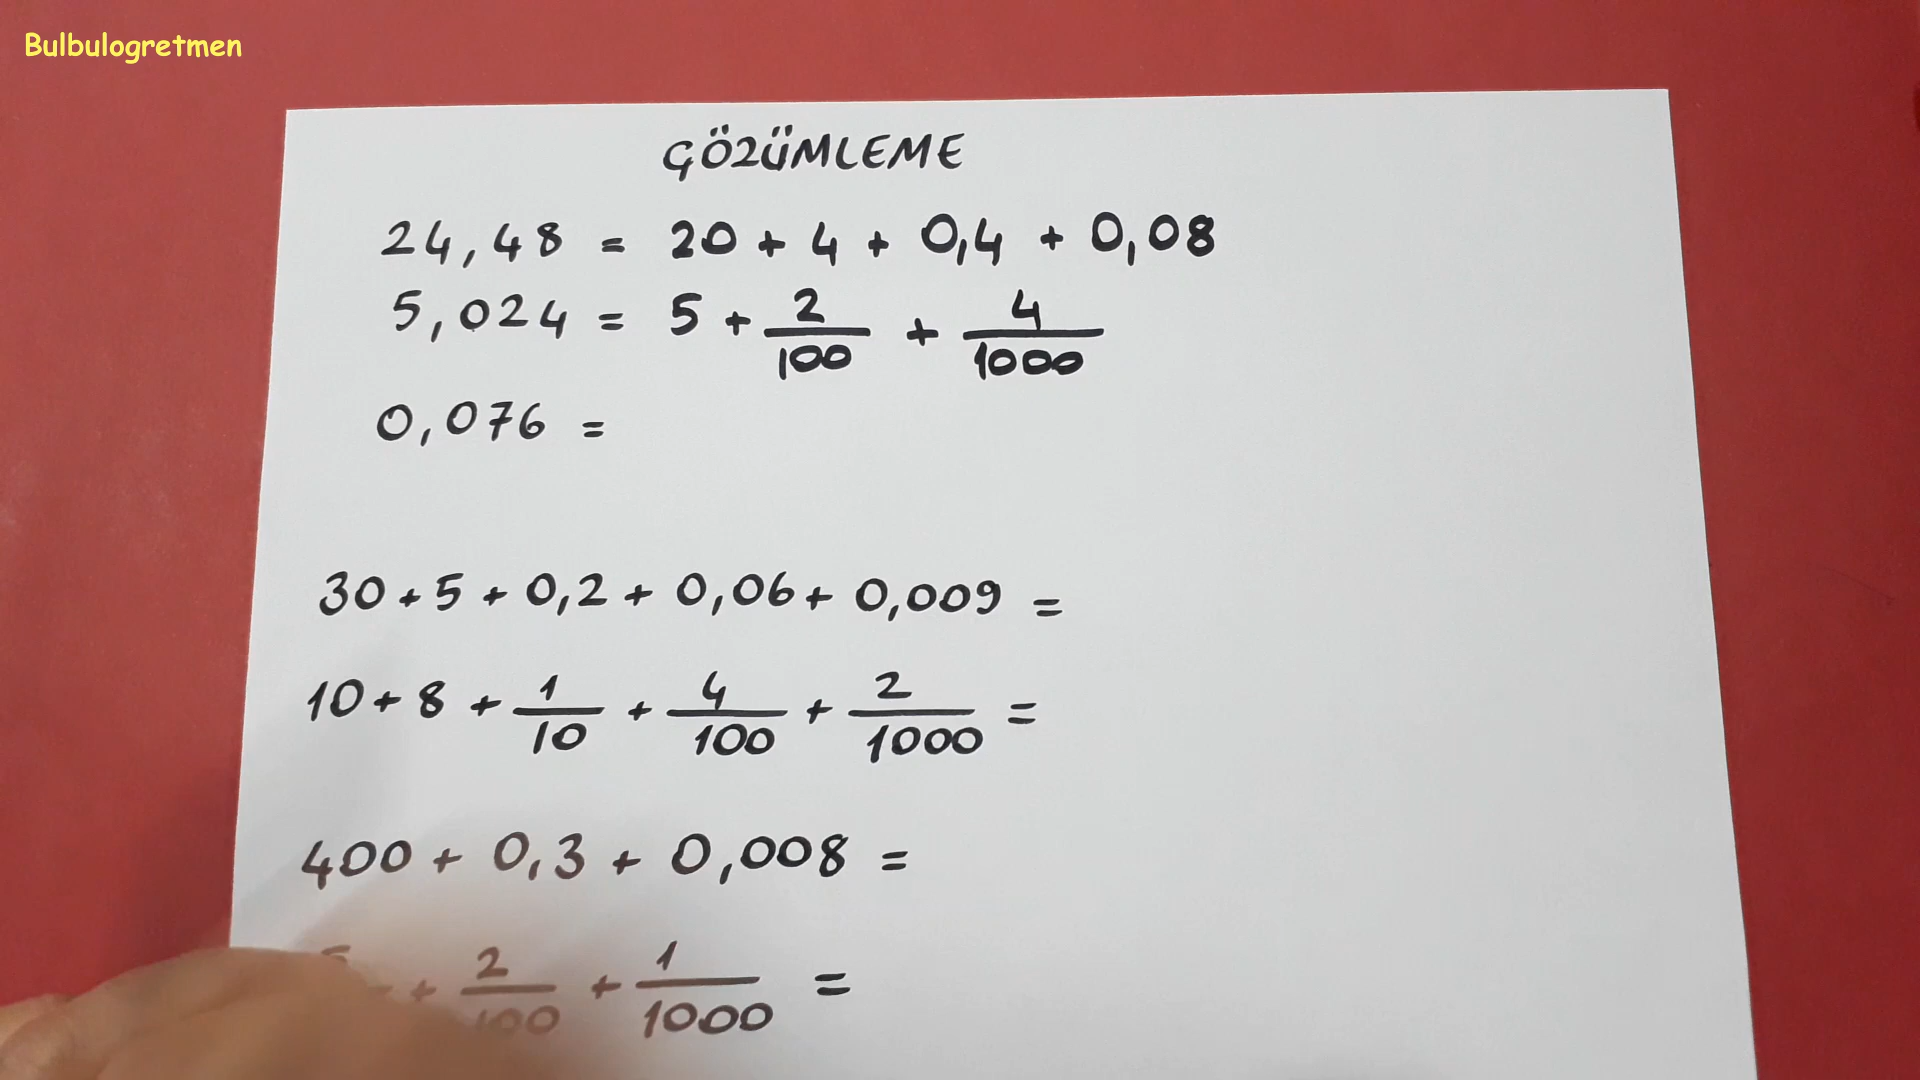 Bulbulogretmen
ÇÖZÜMLEME
24,48 = 20 + 4 + 0,4 + 0,08
5,024 = 5 + 2/100 + 4/1000
0,076 =
30 + 5 + 0,2 + 0,06 + 0,009 =
10 + 8 + 1/10 + 4/100 + 2/1000 =
400 + 0,3 + 0,008 =
+ 2/100 + 1/1000 =